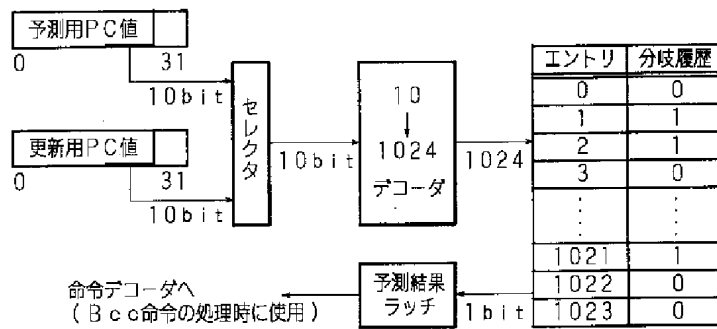 予測用PC値
0 31
10bit
更新用PC値
0 31
10bit
セレクタ
10bit
10
1024
デコーダ
1024
エントリ 分岐履歴
0 0
1 1
2 1
3 0
⋮ ⋮
1021 1
1022 0
1023 0
1bit
予測結果
ラッチ
命令デコーダへ
(Bcc命令の処理時に使用)